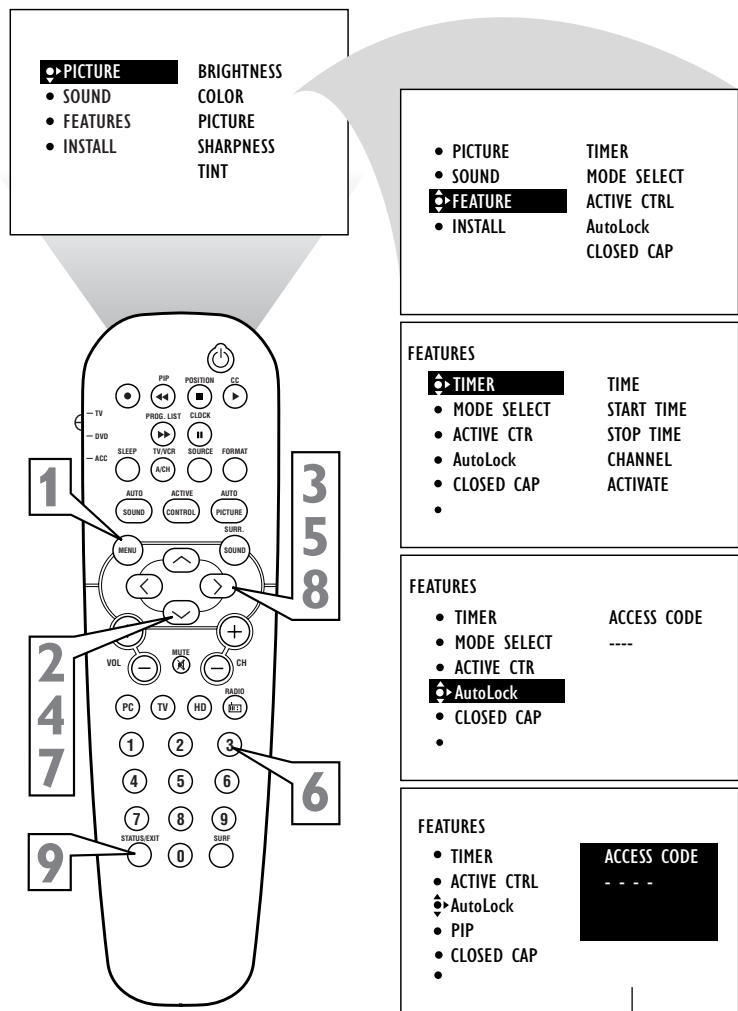 PICTURE BRIGHTNESS
SOUND COLOR
FEATURES PICTURE
INSTALL SHARPNESS
TINT
PICTURE TIMER
SOUND MODE SELECT
FEATURE ACTIVE CTRL
INSTALL AutoLock
CLOSED CAP
FEATURES
TIMER TIME
MODE SELECT START TIME
ACTIVE CTR STOP TIME
AutoLock CHANNEL
CLOSED CAP ACTIVATE
FEATURES
TIMER ACCESS CODE
MODE SELECT ----
ACTIVE CTR
AutoLock
CLOSED CAP
FEATURES
TIMER ACCESS CODE
ACTIVE CTRL - - - -
AutoLock
PIP
CLOSED CAP
PIP POSITION CC
TV
PROG. LIST CLOCK
DVD
ACC
SLEEP TV/VCR SOURCE FORMAT
A/CH
AUTO ACTIVE AUTO
SOUND CONTROL PICTURE
SURR.
MENU SOUND
+
VOL − MUTE − CH
RADIO
PC TV HD
1 2 3
4 5 6
7 8 9
STATUS/EXIT SURF
0
1
2
4
7
3
5
8
6
9